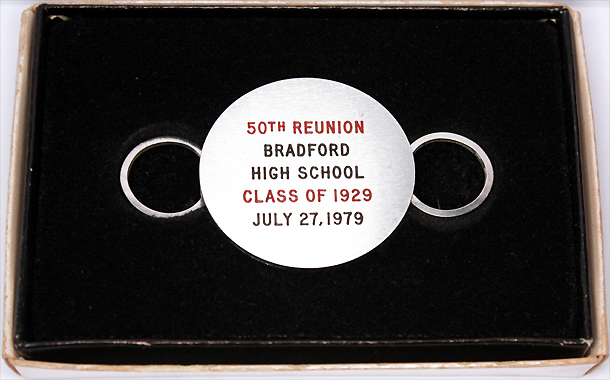 50TH REUNION
BRADFORD
HIGH SCHOOL
CLASS OF 1929
JULY 27, 1979